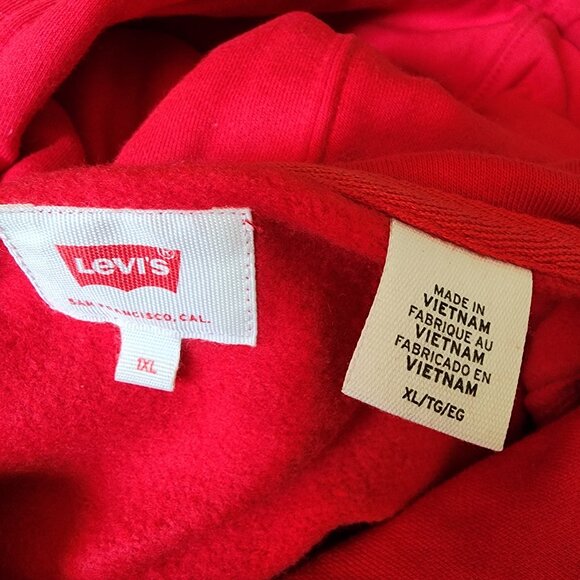 LEVI'S
®
SAN FRANCISCO, CAL.
1XL
MADE IN
VIETNAM
FABRIQUE AU
VIETNAM
FABRICADO EN
VIETNAM
XL/TG/EG